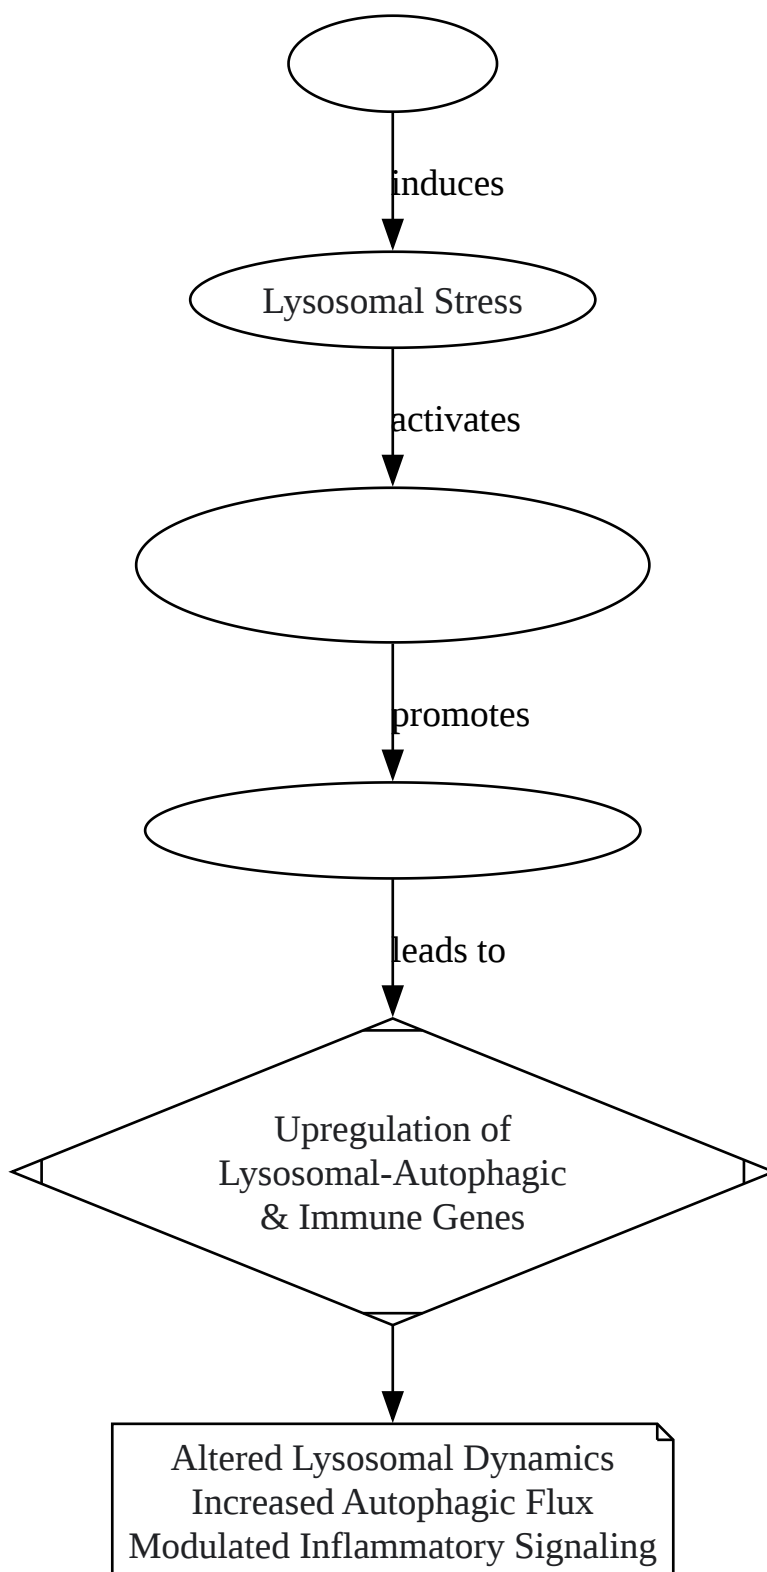 induces
Lysosomal Stress
activates
promotes
leads to
Upregulation of
Lysosomal-Autophagic
& Immune Genes
Altered Lysosomal Dynamics
Increased Autophagic Flux
Modulated Inflammatory Signaling